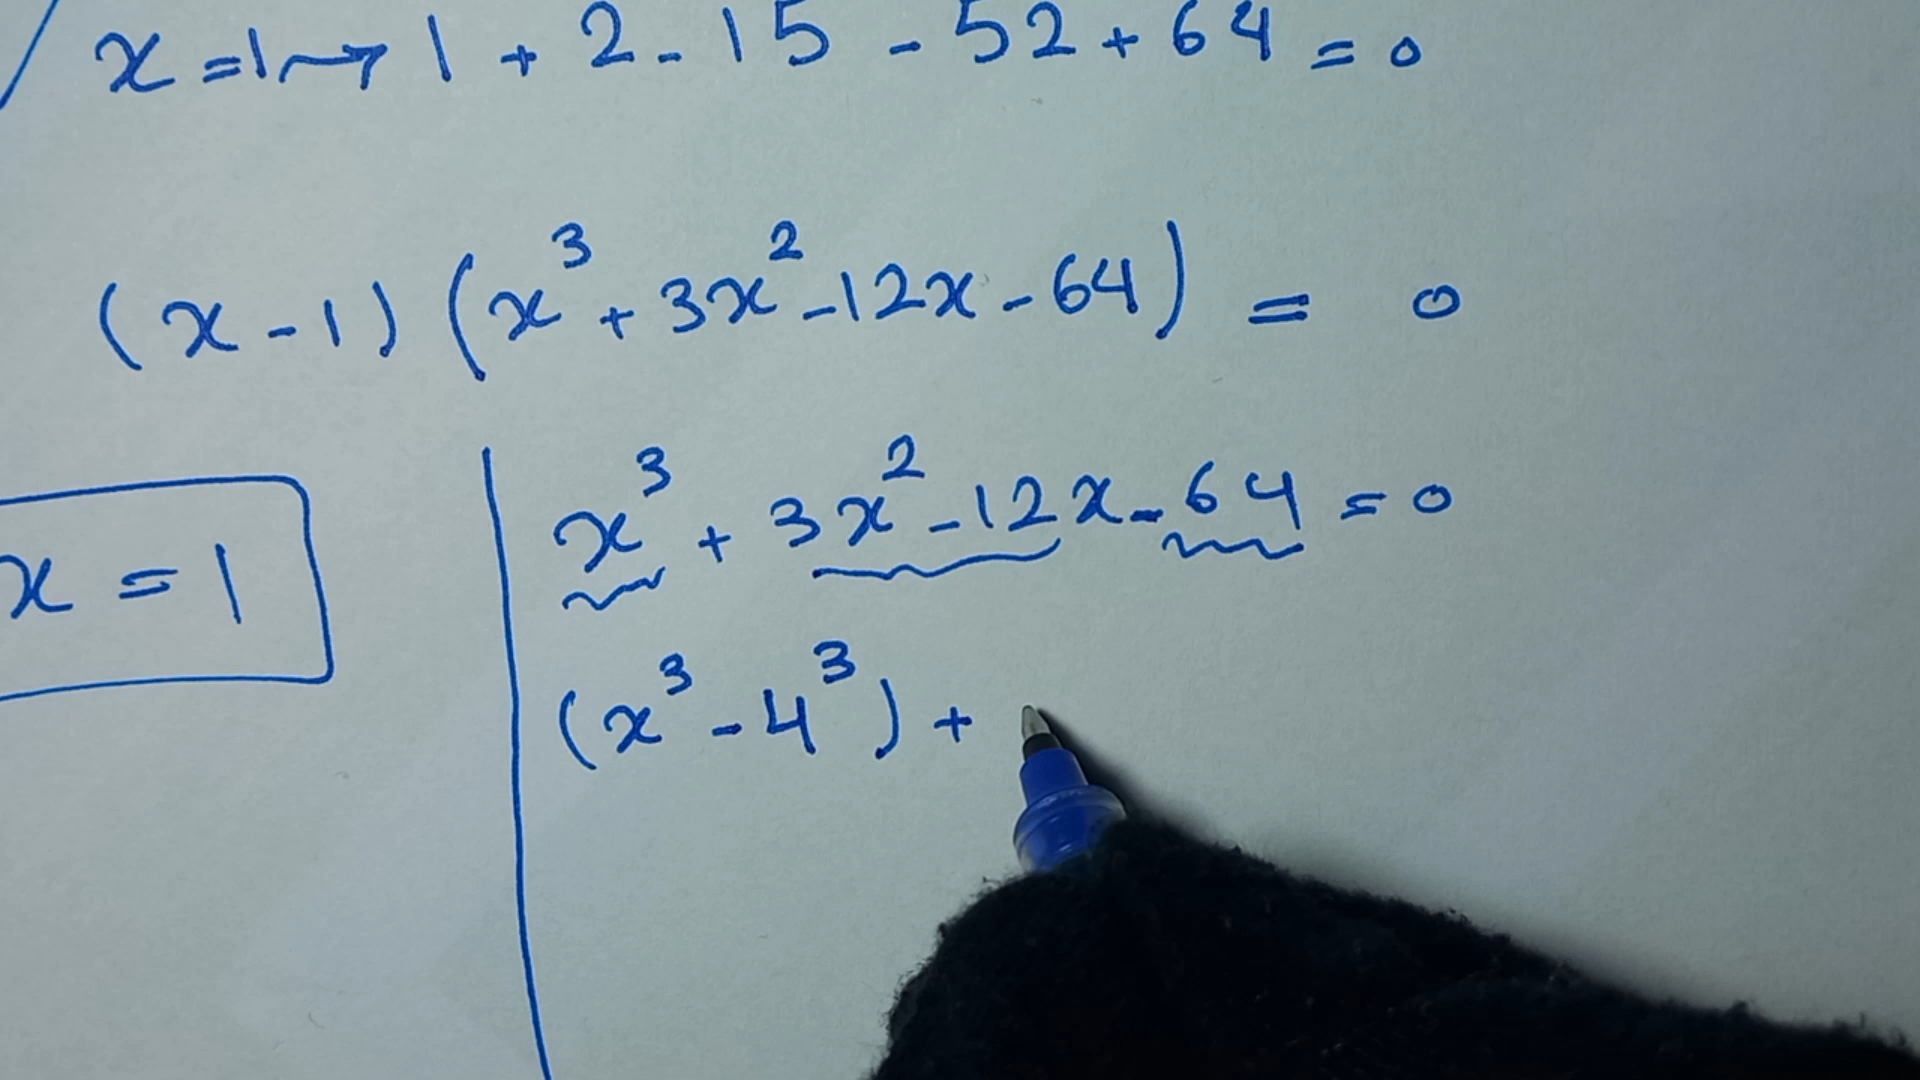 x = 1 → 1 + 2 - 15 - 52 + 64 = 0
(x - 1) (x³ + 3x² - 12x - 64) = 0
x³ + 3x² - 12x - 64 = 0
x = 1
(x³ - 4³) +